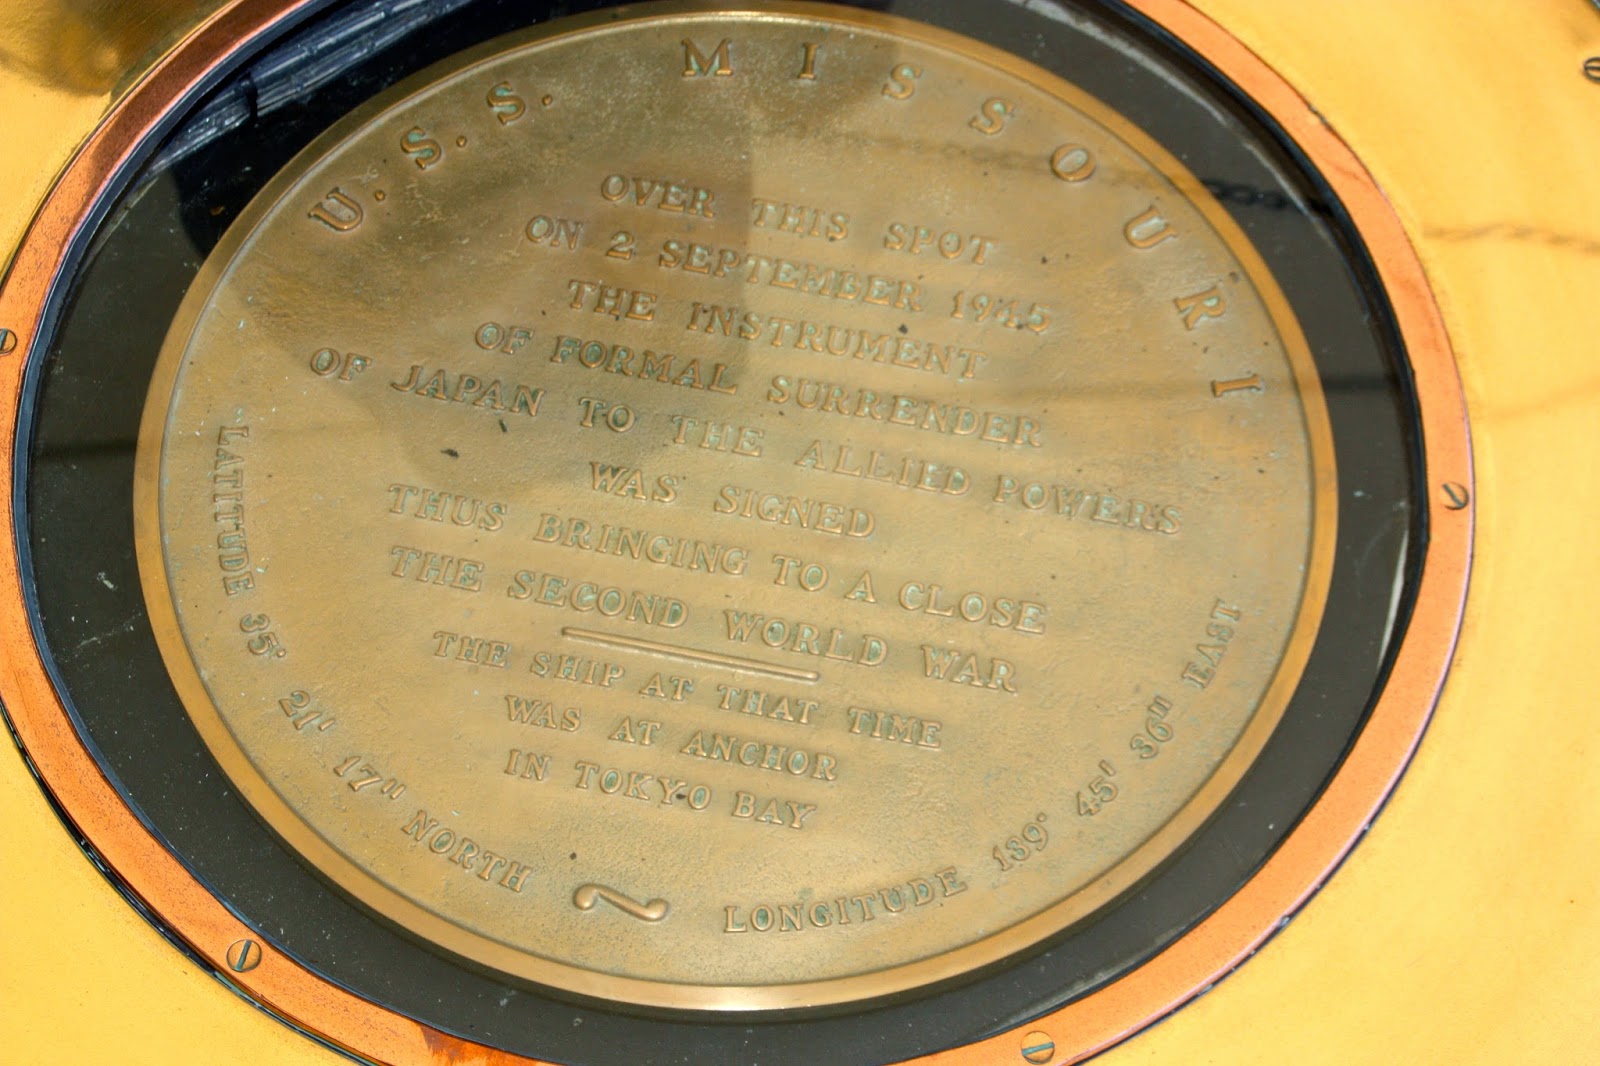 U.S.S. MISSOURI
OVER THIS SPOT
ON 2 SEPTEMBER 1945
THE INSTRUMENT
OF FORMAL SURRENDER
OF JAPAN TO THE ALLIED POWERS
WAS SIGNED
THUS BRINGING TO A CLOSE
THE SECOND WORLD WAR
THE SHIP AT THAT TIME
WAS AT ANCHOR
IN TOKYO BAY
LATITUDE 35° 21' 17" NORTH
LONGITUDE 139° 45' 36" EAST